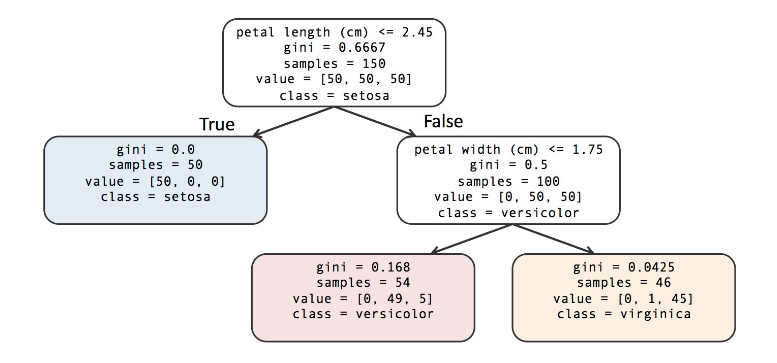 petal length (cm) <= 2.45
gini = 0.6667
samples = 150
value = [50, 50, 50]
class = setosa
True
False
gini = 0.0
samples = 50
value = [50, 0, 0]
class = setosa
petal width (cm) <= 1.75
gini = 0.5
samples = 100
value = [0, 50, 50]
class = versicolor
gini = 0.168
samples = 54
value = [0, 49, 5]
class = versicolor
gini = 0.0425
samples = 46
value = [0, 1, 45]
class = virginica